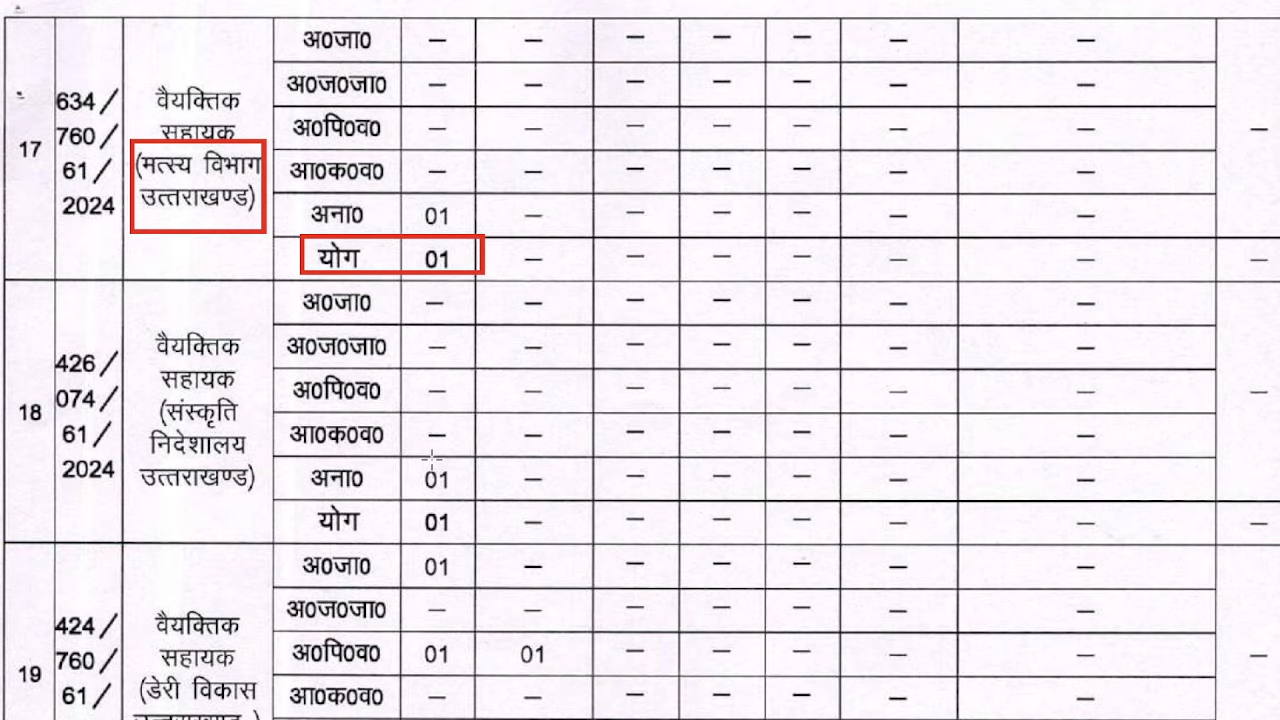 अ0जा0 – – – – – – –
अ0ज0जा0 – – – – – – –
अ0पि0व0 – – – – – – – –
आ0क0व0 – – – – – – –
अना0 01 – – – – – –
योग 01 – – – – – – –
17
634/
760/
61/
2024
वैयक्तिक
सहायक
(मत्स्य विभाग
उत्तराखण्ड)
अ0जा0 – – – – – – –
अ0ज0जा0 – – – – – – –
अ0पि0व0 – – – – – – – –
आ0क0व0 – – – – – – –
अना0 01 – – – – – –
योग 01 – – – – – – –
18
426/
074/
61/
2024
वैयक्तिक
सहायक
(संस्कृति
निदेशालय
उत्तराखण्ड)
अ0जा0 01 – – – – – –
अ0ज0जा0 – – – – – – –
अ0पि0व0 01 01 – – – – – –
आ0क0व0 – – – – – – –
19
424/
760/
61/
वैयक्तिक
सहायक
(डेरी विकास